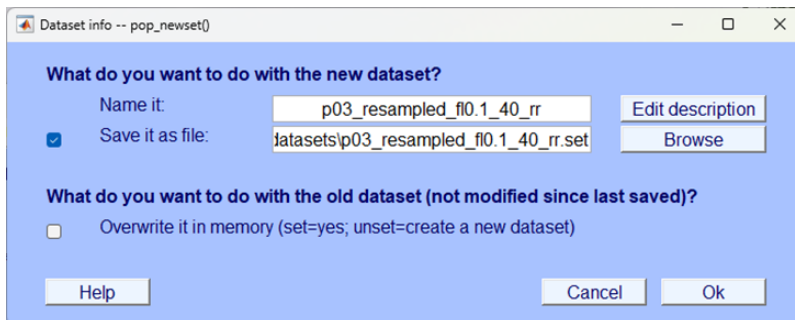 Dataset info -- pop_newset()
What do you want to do with the new dataset?
Name it: p03_resampled_fl0.1_40_rr Edit description
Save it as file: datasets\p03_resampled_fl0.1_40_rr.set Browse
What do you want to do with the old dataset (not modified since last saved)?
Overwrite it in memory (set=yes; unset=create a new dataset)
Help Cancel Ok